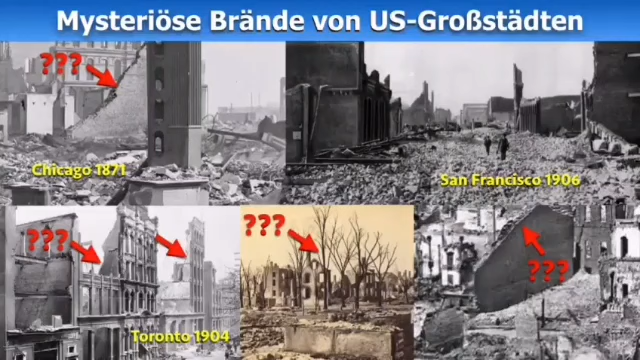 Mysteriöse Brände von US-Großstädten
???
Chicago 1871
San Francisco 1906
???
Toronto 1904
???
???